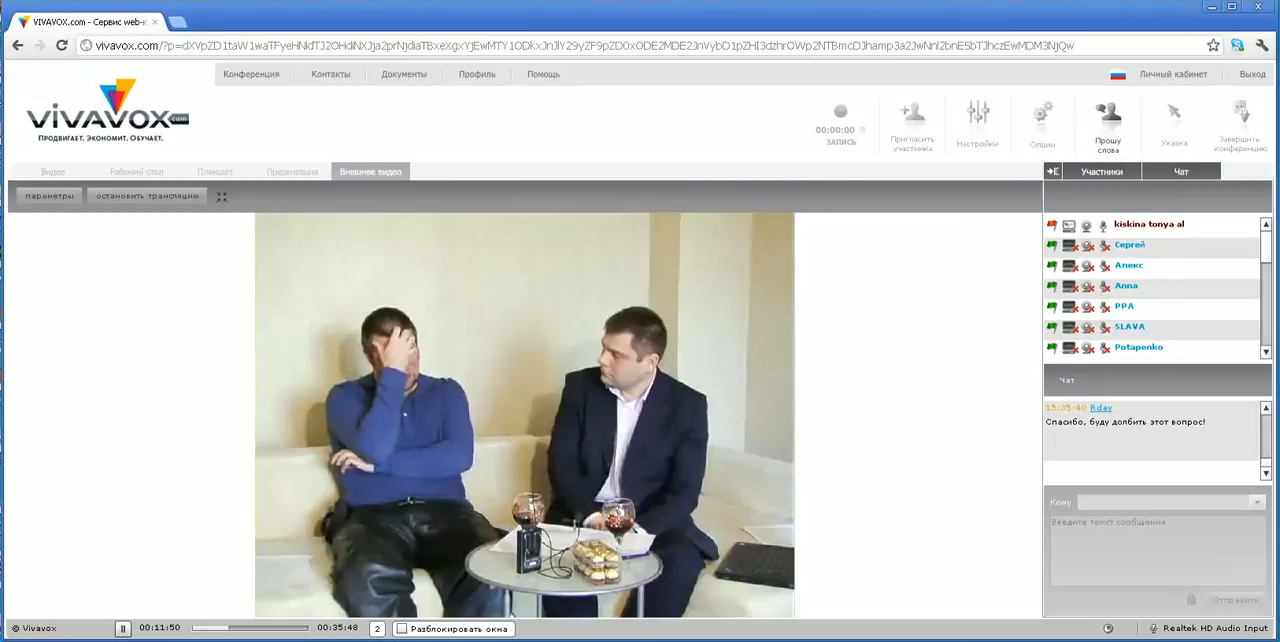 VIVAVOX.com - Сервис web-к
Конференция Контакты Документы Профиль Помощь Личный кабинет Выход
vivavox.com
ПРОДВИГАЕТ. ЭКОНОМИТ. ОБУЧАЕТ.
00:00:00
ЗАПИСЬ
Пригласить участника
Настройки
Опции
Прошу слова
Указка
Завершить конференцию
Видео Рабочий стол Планшет Презентация Внешнее видео
Участники Чат
параметры остановить трансляцию
kiskina tonya al
Сергей
Алекс
Anna
PPA
SLAVA
Potapenko
Чат
15:35:40 Rday
Спасибо, буду долбить этот вопрос!
Кому
Введите текст сообщения
Отправить
© Vivavox 00:11:50 00:35:48 2 Разблокировать окна Realtek HD Audio Input